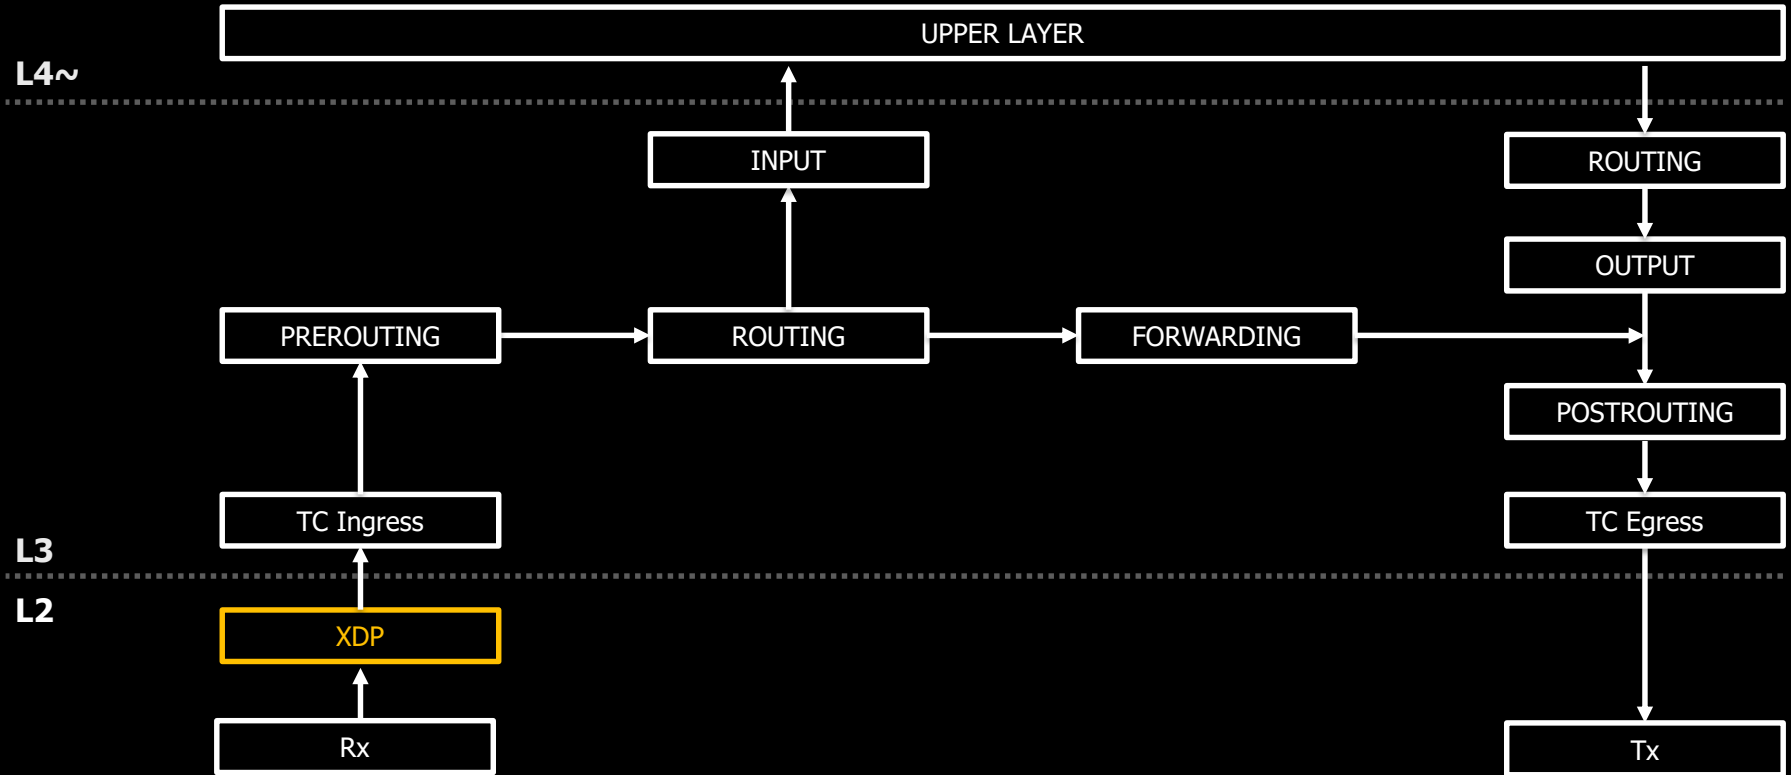 UPPER LAYER
L4~
INPUT
ROUTING
OUTPUT
PREROUTING
ROUTING
FORWARDING
POSTROUTING
TC Ingress
TC Egress
L3
L2
XDP
Rx
Tx